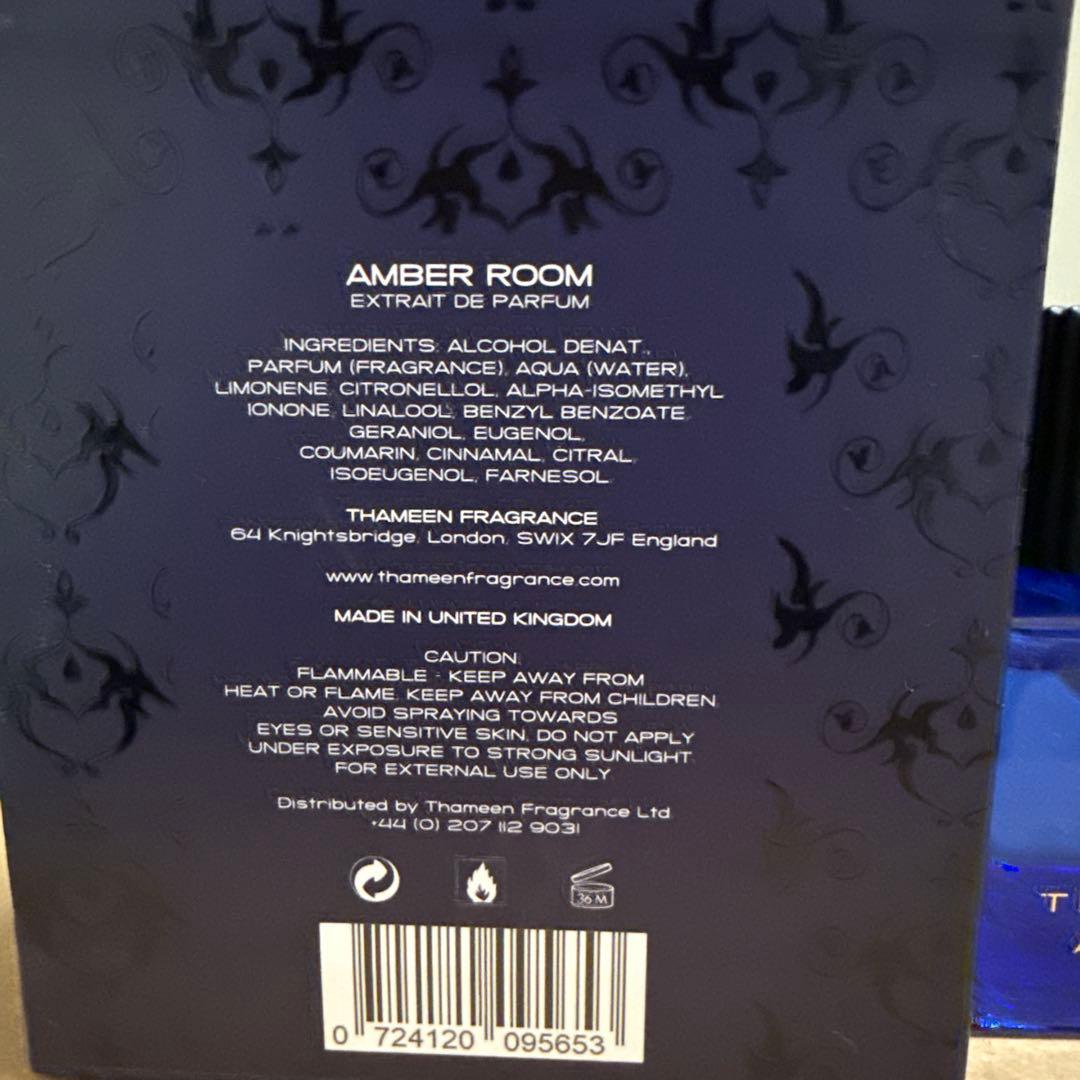 AMBER ROOM
EXTRAIT DE PARFUM
INGREDIENTS: ALCOHOL DENAT.,
PARFUM (FRAGRANCE), AQUA (WATER),
LIMONENE, CITRONELLOL, ALPHA-ISOMETHYL
IONONE, LINALOOL, BENZYL BENZOATE,
GERANIOL, EUGENOL,
COUMARIN, CINNAMAL, CITRAL,
ISOEUGENOL, FARNESOL
THAMEEN FRAGRANCE
64 Knightsbridge, London, SW1X 7JF England
www.thameenfragrance.com
MADE IN UNITED KINGDOM
CAUTION:
FLAMMABLE - KEEP AWAY FROM
HEAT OR FLAME. KEEP AWAY FROM CHILDREN.
AVOID SPRAYING TOWARDS
EYES OR SENSITIVE SKIN. DO NOT APPLY
UNDER EXPOSURE TO STRONG SUNLIGHT.
FOR EXTERNAL USE ONLY
Distributed by Thameen Fragrance Ltd
+44 (0) 207 112 9031
36 M
0 724120 095653
T